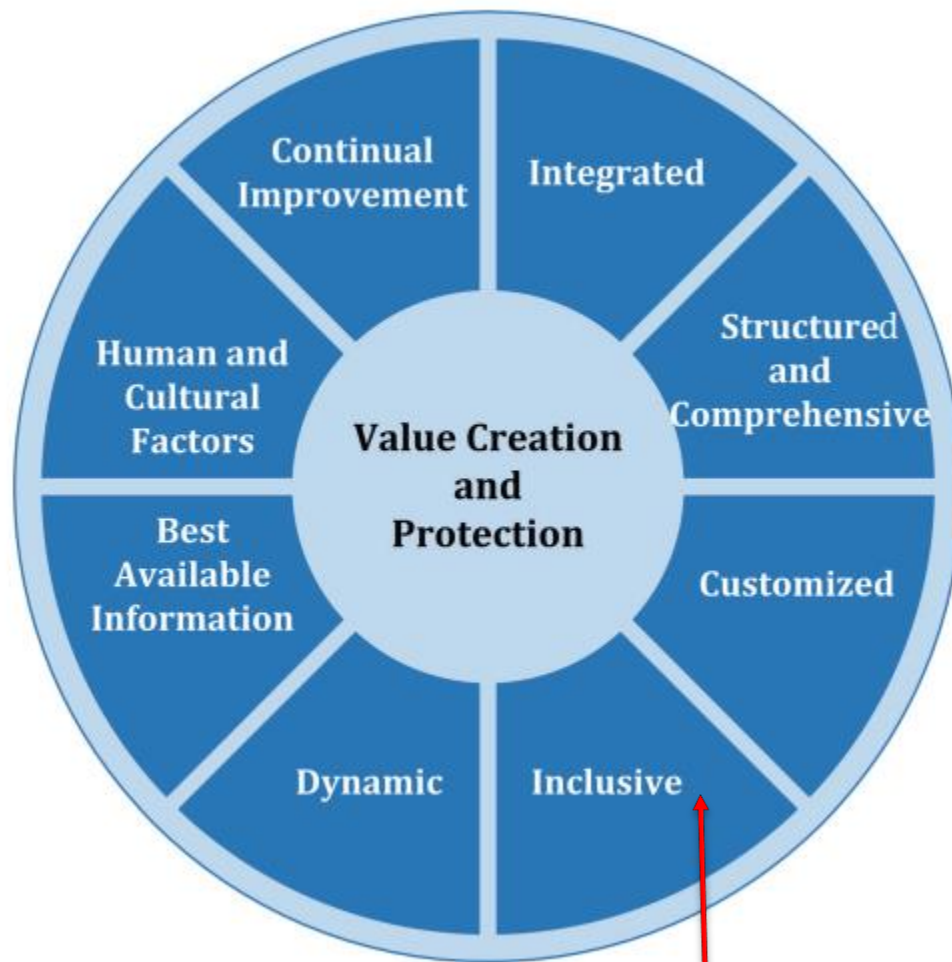 Continual
Improvement
Integrated
Structured
and
Comprehensive
Human and
Cultural
Factors
Value Creation
and
Protection
Best
Available
Information
Customized
Dynamic
Inclusive